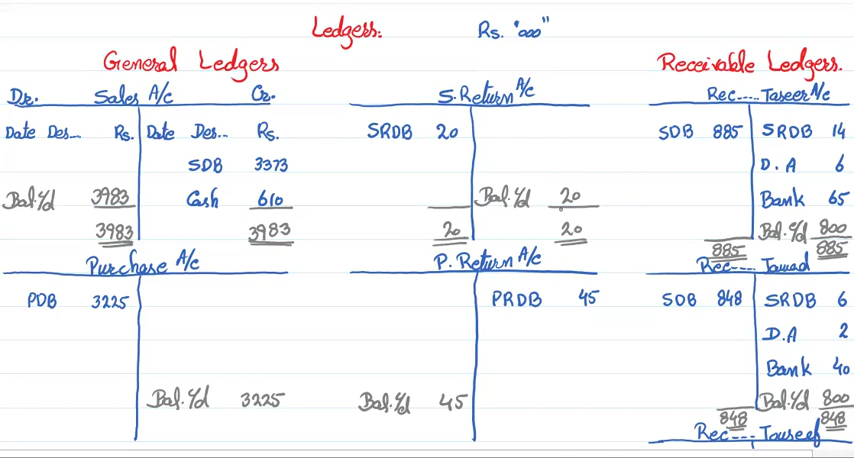 Ledgers. Rs. "000"
General Ledgers
Receivable Ledgers.
Dr. Sales A/c Cr.
Date Des... Rs. Date Des... Rs.
SDB 3373
Bal. c/d 3983 Cash 610
3983 3983
S. Return A/c
SRDB 20
Bal. c/d 20
20 20
Rec---- Taseer A/c
SDB 885 SRDB 14
D.A 6
Bank 65
Bal. c/d 800
885 885
Purchase A/c
PDB 3225
Bal. c/d 3225
P. Return A/c
PRDB 45
Bal. c/d 45
Rec---- Tawad
SDB 848 SRDB 6
D.A 2
Bank 40
Bal. c/d 800
848 848
Rec---- Tauseef